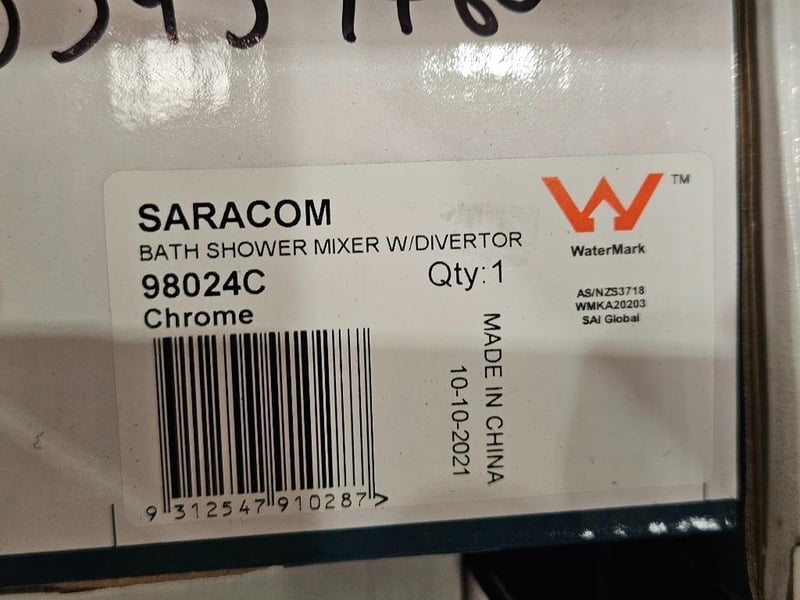 SARACOM
BATH SHOWER MIXER W/DIVERTOR
98024C
Qty:1
Chrome
TM
WaterMark
AS/NZS3718
WMKA20203
SAI Global
MADE IN CHINA
10-10-2021
9 312547 910287 >